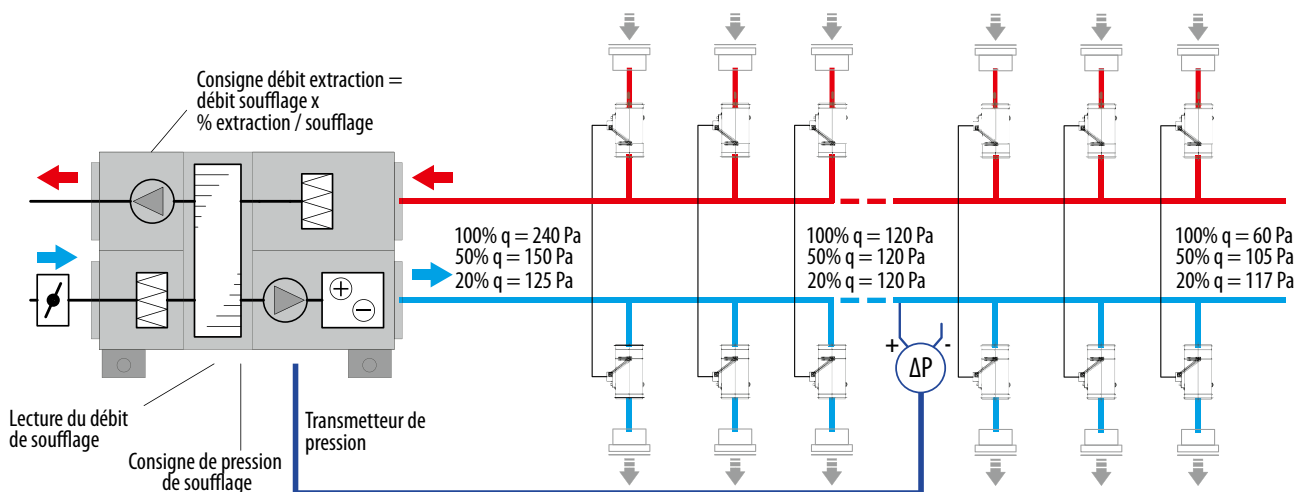 Consigne débit extraction =
débit soufflage x
% extraction / soufflage
100% q = 240 Pa
50% q = 150 Pa
20% q = 125 Pa
100% q = 120 Pa
50% q = 120 Pa
20% q = 120 Pa
100% q = 60 Pa
50% q = 105 Pa
20% q = 117 Pa
+
-
ΔP
Lecture du débit
de soufflage
Transmetteur de
pression
Consigne de pression
de soufflage